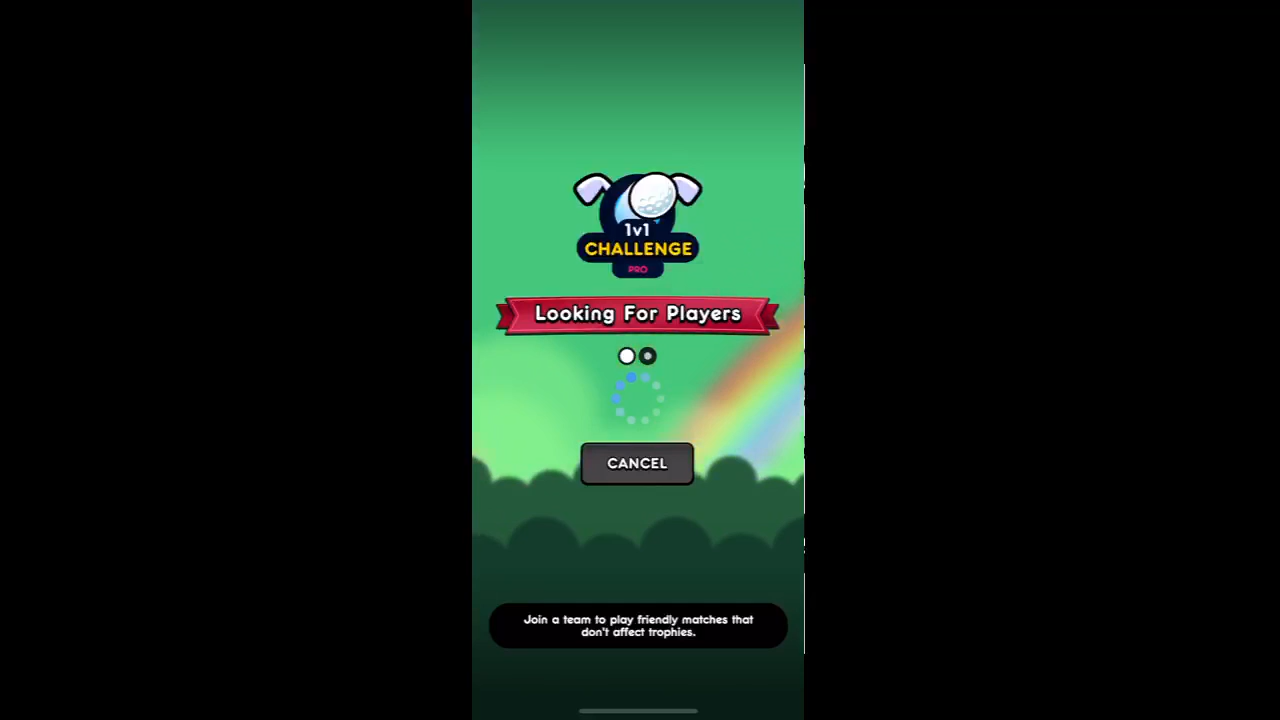 1v1
CHALLENGE
PRO
Looking For Players
CANCEL
Join a team to play friendly matches that
don't affect trophies.